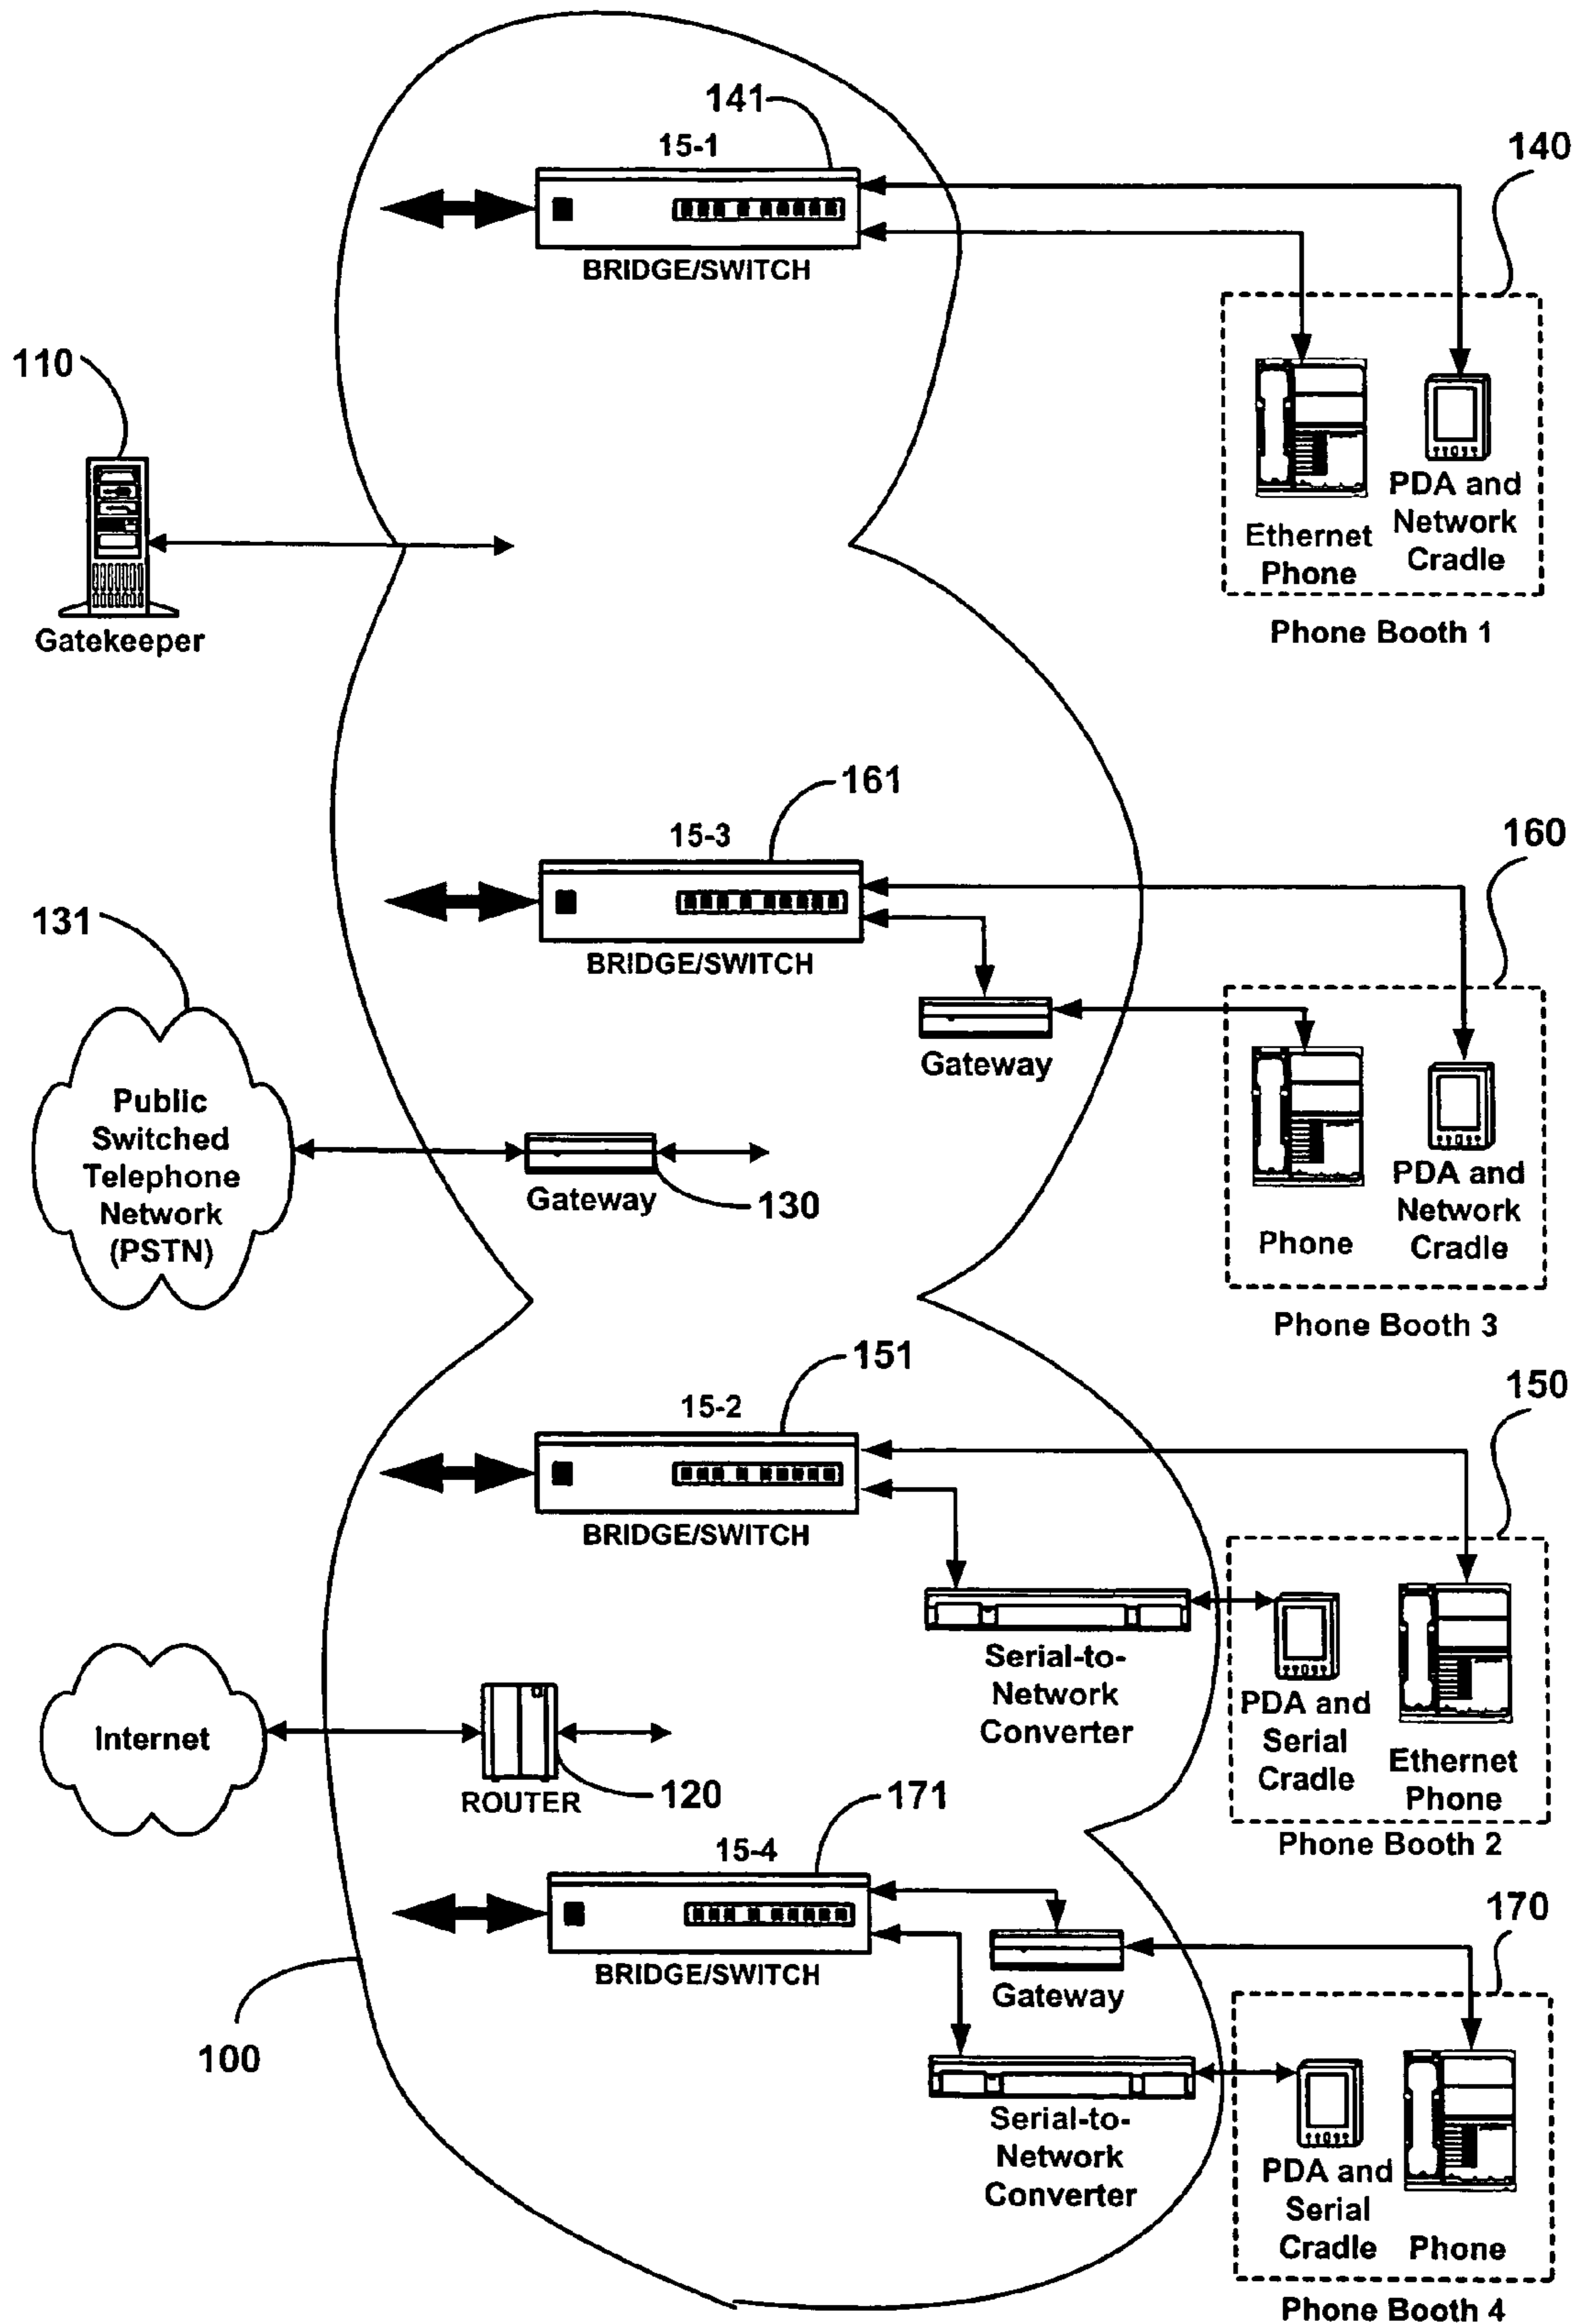 141
15-1
140
BRIDGE/SWITCH
110
PDA and
Network
Cradle
Ethernet
Phone
Gatekeeper
Phone Booth 1
161
15-3
160
131
BRIDGE/SWITCH
Gateway
Public
Switched
Telephone
Network
(PSTN)
Gateway
130
PDA and
Network
Cradle
Phone
Phone Booth 3
151
15-2
150
BRIDGE/SWITCH
Serial-to-
Network
Converter
PDA and
Serial
Cradle
Ethernet
Phone
Internet
ROUTER
120
Phone Booth 2
171
15-4
170
BRIDGE/SWITCH
Gateway
100
Serial-to-
Network
Converter
PDA and
Serial
Cradle
Phone
Phone Booth 4